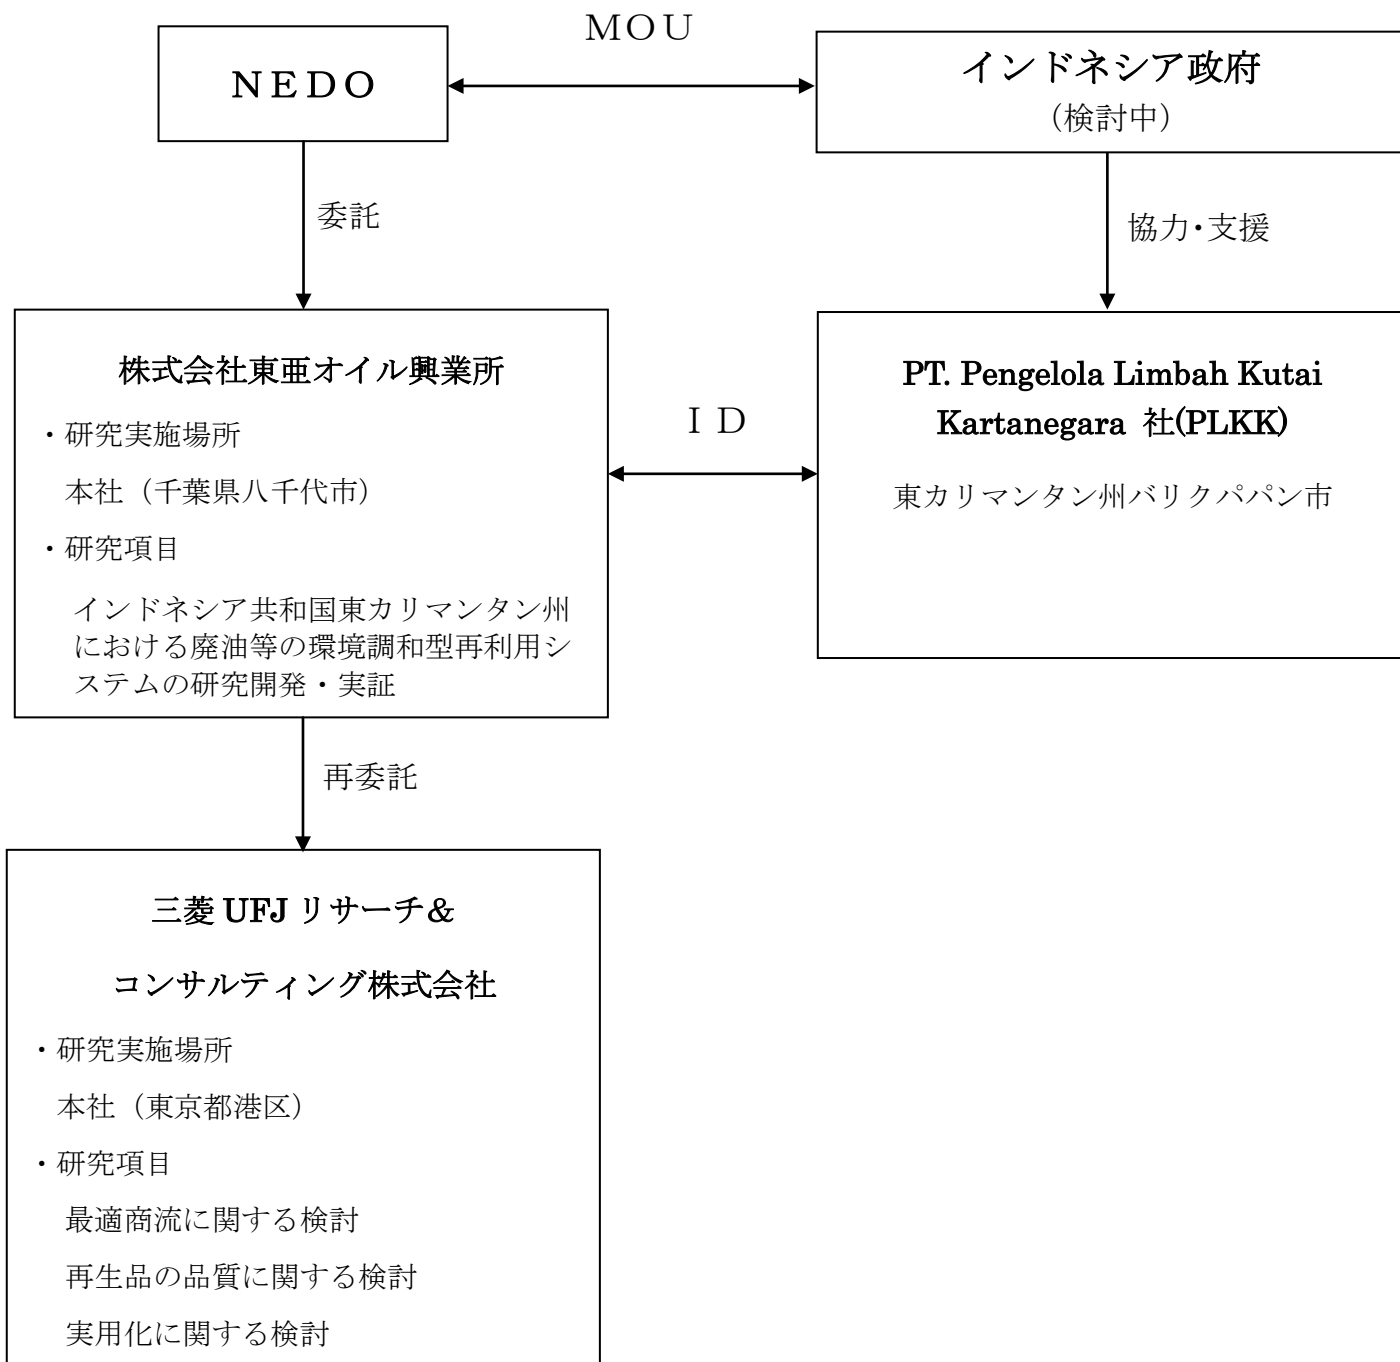 MOU
NEDO
インドネシア政府
（検討中）
委託
協力・支援
株式会社東亜オイル興業所
・研究実施場所
本社（千葉県八千代市）
・研究項目
インドネシア共和国東カリマンタン州
における廃油等の環境調和型再利用シ
ステムの研究開発・実証
ＩＤ
PT. Pengelola Limbah Kutai
Kartanegara 社(PLKK)
東カリマンタン州バリクパパン市
再委託
三菱 UFJ リサーチ＆
コンサルティング株式会社
・研究実施場所
本社（東京都港区）
・研究項目
最適商流に関する検討
再生品の品質に関する検討
実用化に関する検討